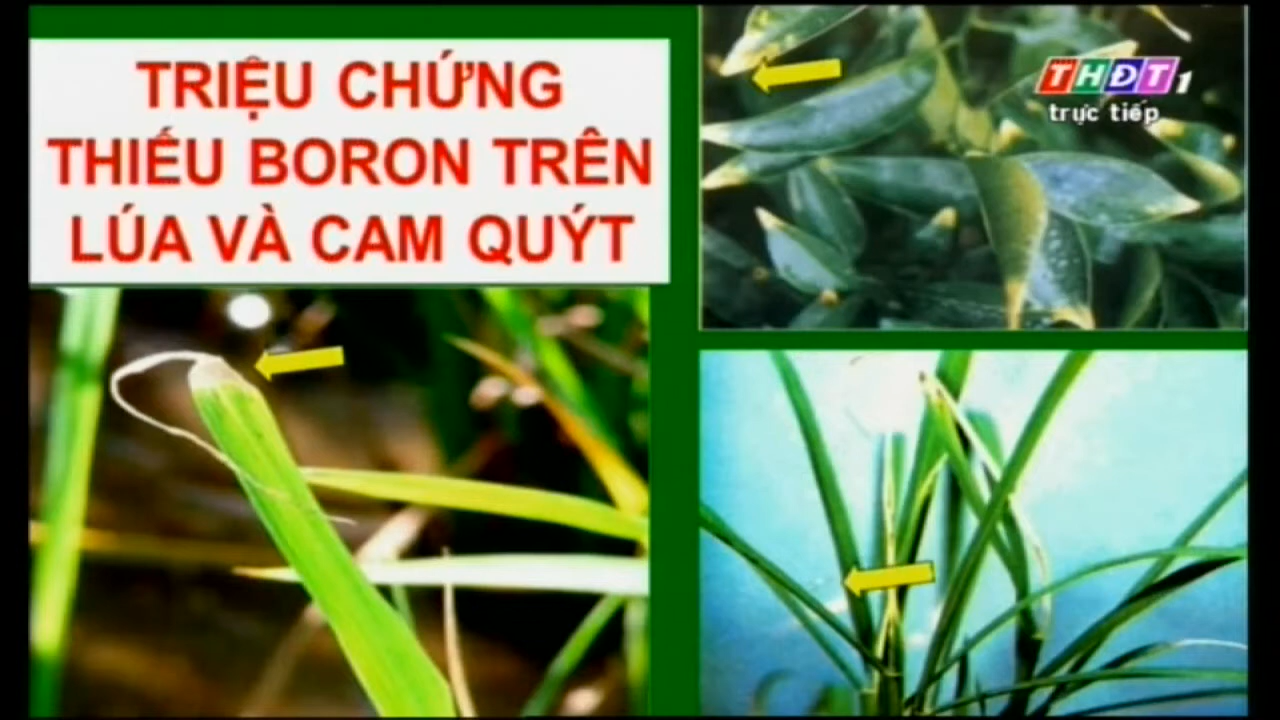 TRIỆU CHỨNG
THIẾU BORON TRÊN
LÚA VÀ CAM QUÝT
THĐT1
trực tiếp